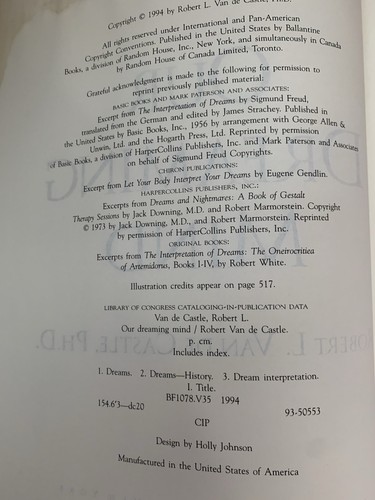 Copyright © 1994 by Robert L. Van de Castle, Ph.D.
All rights reserved under International and Pan-American
Copyright Conventions. Published in the United States by Ballantine
Books, a division of Random House, Inc., New York, and simultaneously in Canada
by Random House of Canada Limited, Toronto.
Grateful acknowledgment is made to the following for permission to
reprint previously published material:
BASIC BOOKS AND MARK PATERSON AND ASSOCIATES:
Excerpt from The Interpretation of Dreams by Sigmund Freud,
translated from the German and edited by James Strachey. Published in
the United States by Basic Books, Inc., 1956 by arrangement with George Allen &
Unwin, Ltd. and the Hogarth Press, Ltd. Reprinted by permission
of Basic Books, a division of HarperCollins Publishers, Inc. and Mark Paterson and Associates
on behalf of Sigmund Freud Copyrights.
CHIRON PUBLICATIONS:
Excerpt from Let Your Body Interpret Your Dreams by Eugene Gendlin.
HARPERCOLLINS PUBLISHERS, INC.:
Excerpts from Dreams and Nightmares: A Book of Gestalt
Therapy Sessions by Jack Downing, M.D. and Robert Marmorstein. Copyright
© 1973 by Jack Downing, M.D., and Robert Marmorstein. Reprinted
by permission of HarperCollins Publishers, Inc.
ORIGINAL BOOKS:
Excerpts from The Interpretation of Dreams: The Oneirocritica
of Artemidorus, Books I-IV, by Robert White.
Illustration credits appear on page 517.
LIBRARY OF CONGRESS CATALOGING-IN-PUBLICATION DATA
Van de Castle, Robert L.
Our dreaming mind / Robert Van de Castle.
p. cm.
Includes index.
1. Dreams. 2. Dreams—History. 3. Dream interpretation.
I. Title.
BF1078.V35 1994
154.6'3—dc20 93-50553
CIP
Design by Holly Johnson
Manufactured in the United States of America